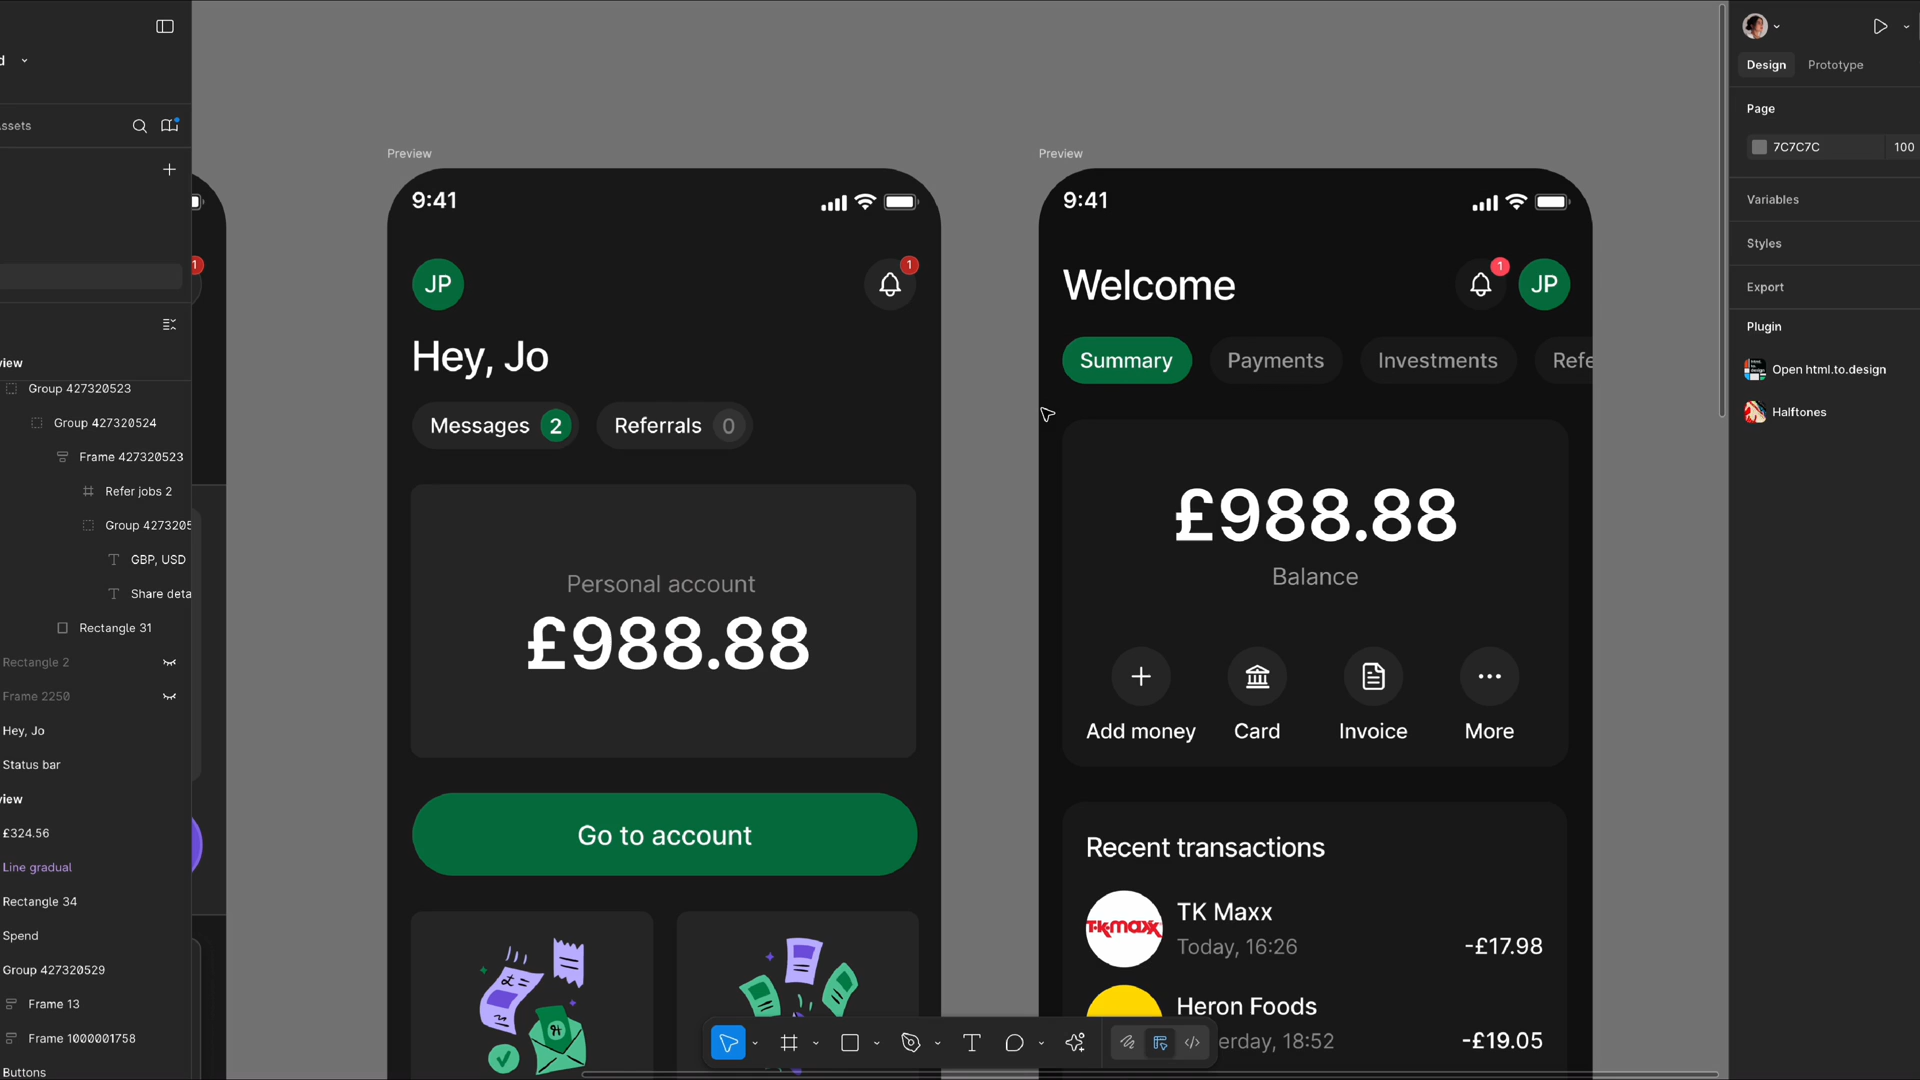 d
ssets
view
Group 427320523
Group 427320524
Frame 427320523
Refer jobs 2
Group 4273205
GBP, USD
Share deta
Rectangle 31
Rectangle 2
Frame 2250
Hey, Jo
Status bar
view
£324.56
Line gradual
Rectangle 34
Spend
Group 427320529
Frame 13
Frame 1000001758
Buttons
1
Preview
9:41
JP
1
Hey, Jo
Messages 2
Referrals 0
Personal account
£988.88
Go to account
Preview
9:41
Welcome
1
JP
Summary
Payments
Investments
Refe
£988.88
Balance
Add money
Card
Invoice
More
Recent transactions
TK Maxx
T·K·maxx
Today, 16:26
-£17.98
Heron Foods
erday, 18:52
-£19.05
Design
Prototype
Page
7C7C7C
100
Variables
Styles
Export
Plugin
Open html.to.design
Halftones